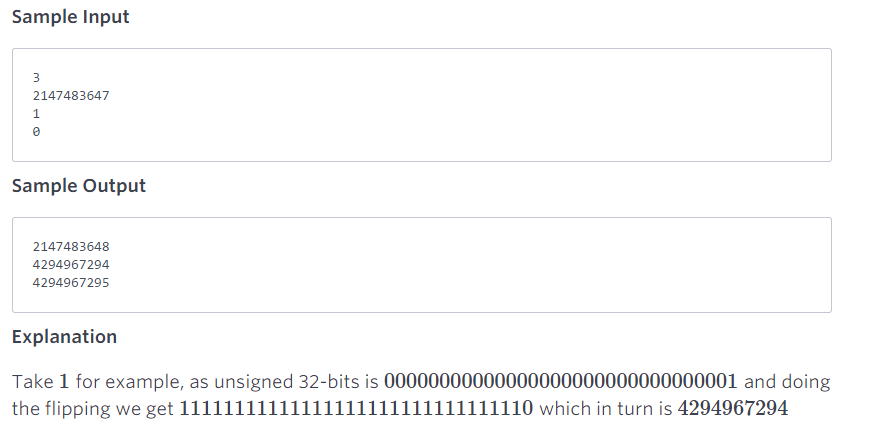 Sample Input
3
2147483647
1
0
Sample Output
2147483648
4294967294
4294967295
Explanation
Take 1 for example, as unsigned 32-bits is 00000000000000000000000000000001 and doing
the flipping we get 11111111111111111111111111111110 which in turn is 4294967294